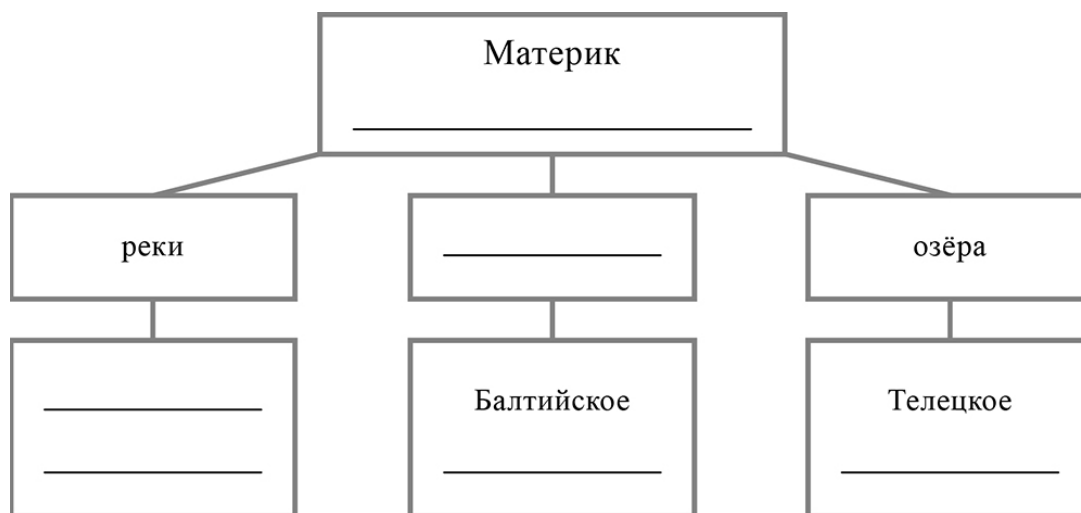 Материк
реки
озёра
Балтийское
Телецкое